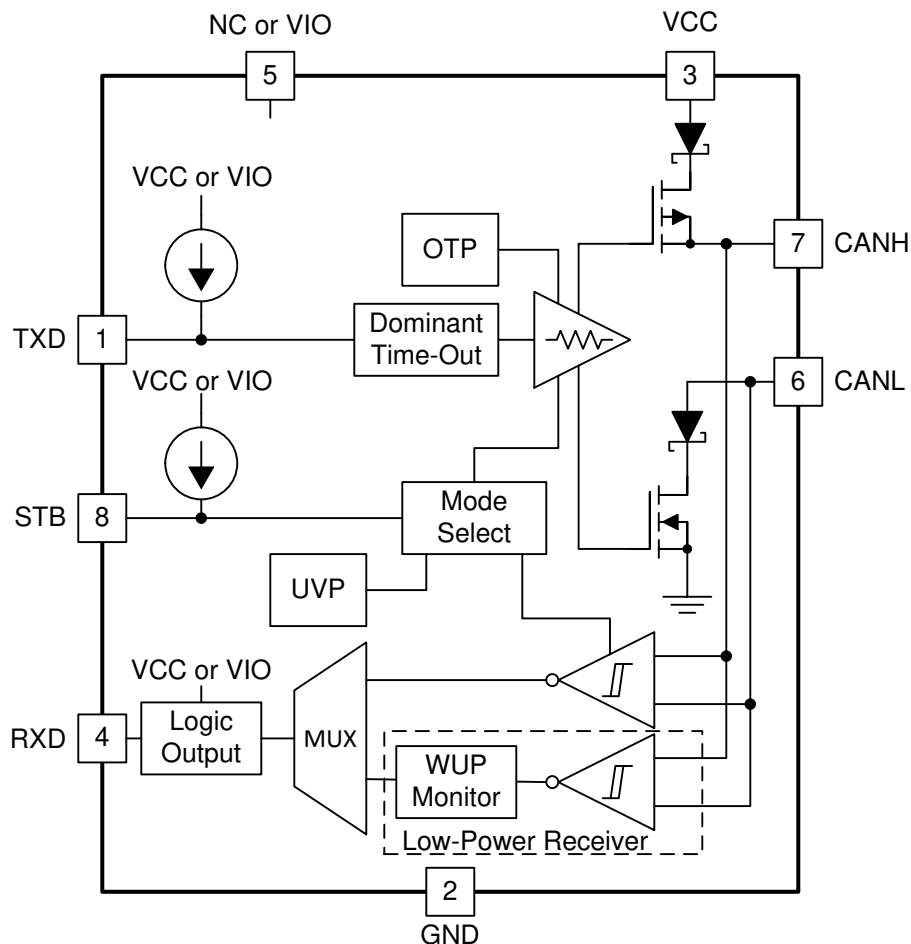 NC or VIO
VCC
5
3
VCC or VIO
OTP
7
CANH
TXD
1
Dominant
Time-Out
VCC or VIO
6
CANL
STB
8
Mode
Select
UVP
VCC or VIO
RXD
4
Logic
Output
MUX
WUP
Monitor
Low-Power Receiver
2
GND